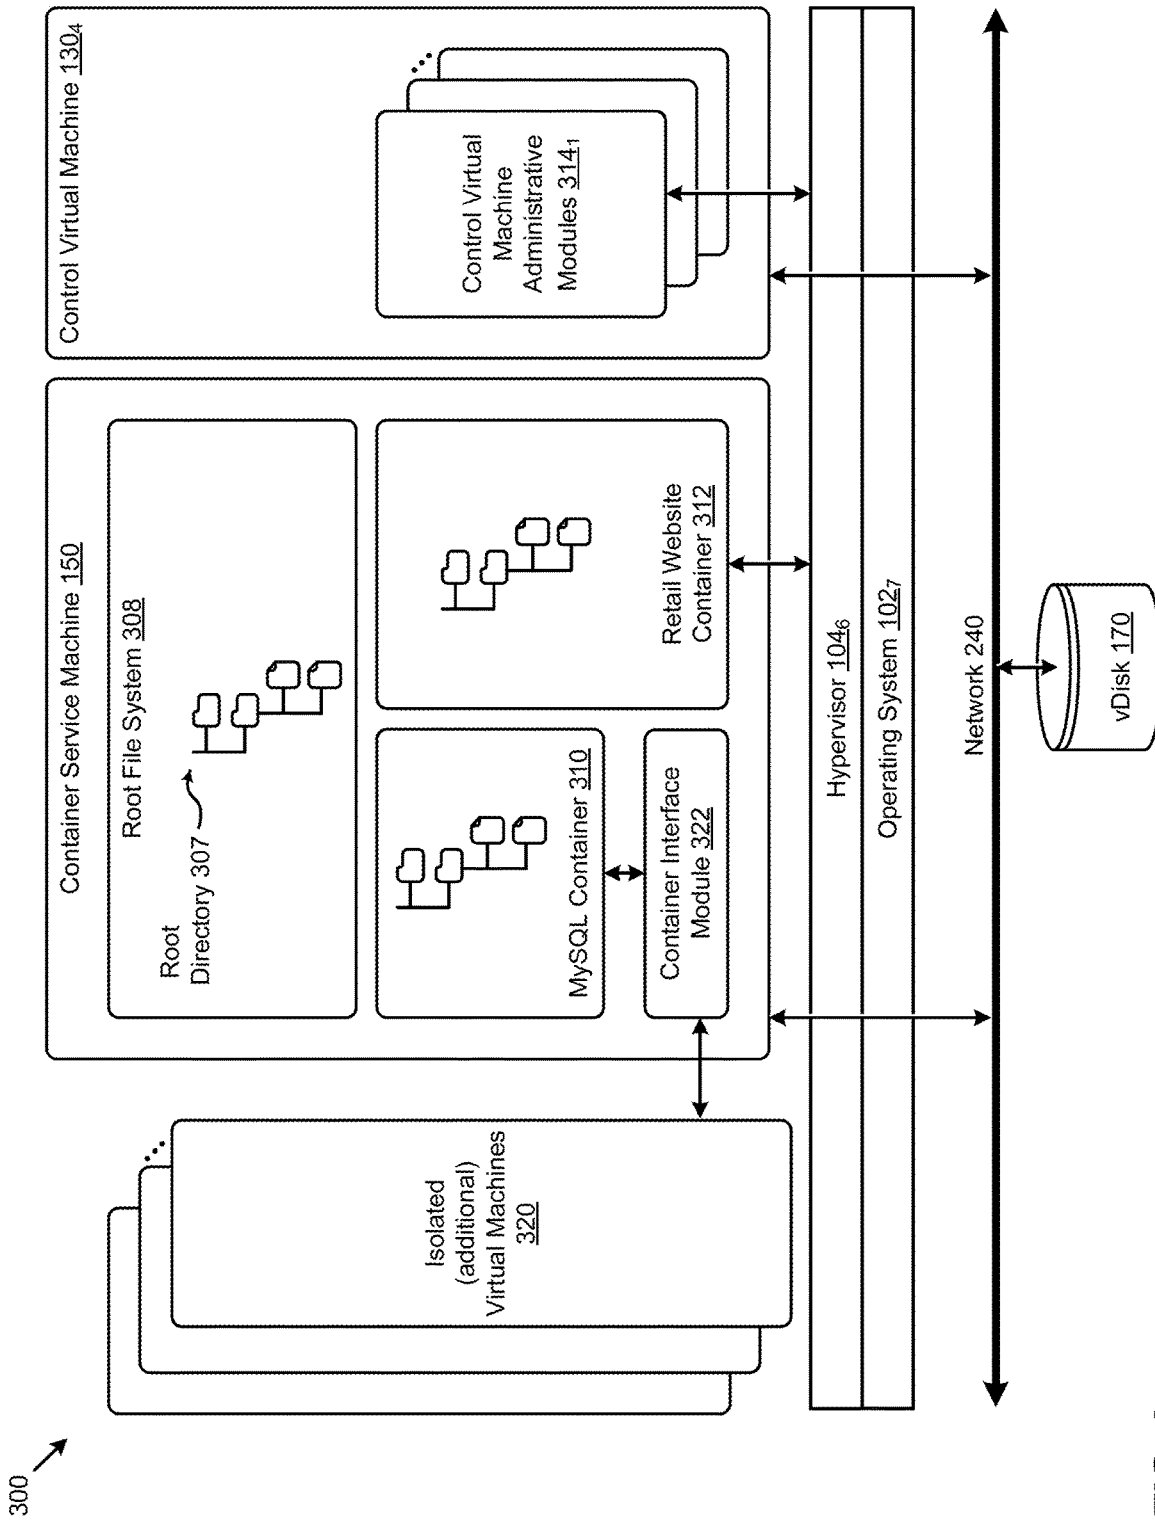 300
Isolated
(additional)
Virtual Machines
320
Container Service Machine 150
Root File System 308
Root
Directory 307
MySQL Container 310
Container Interface
Module 322
Retail Website
Container 312
Control Virtual Machine 130₄
Control Virtual
Machine
Administrative
Modules 314₁
Hypervisor 104₆
Operating System 102₇
Network 240
vDisk 170